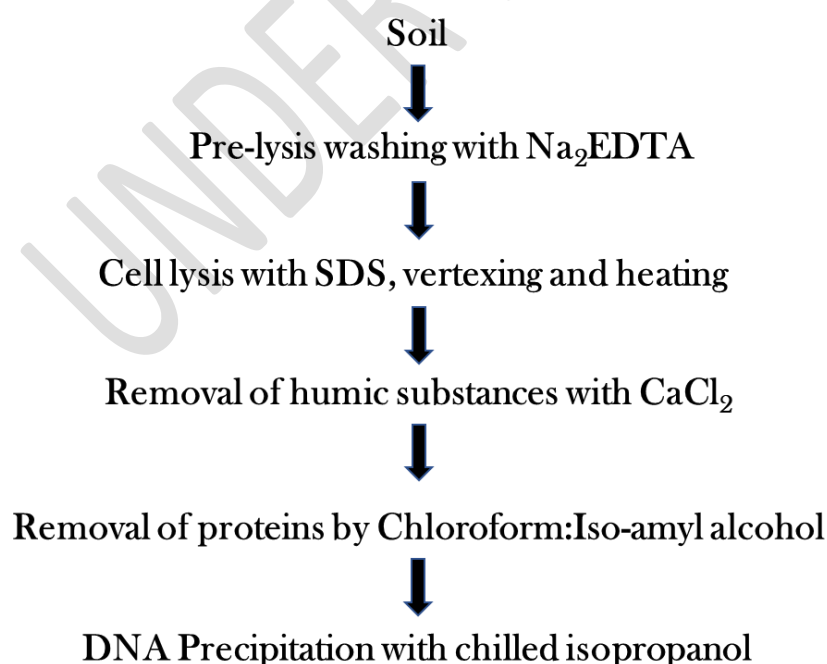 UNDER
Soil
Pre-lysis washing with Na₂EDTA
Cell lysis with SDS, vertexing and heating
Removal of humic substances with CaCl₂
Removal of proteins by Chloroform:Iso-amyl alcohol
DNA Precipitation with chilled isopropanol